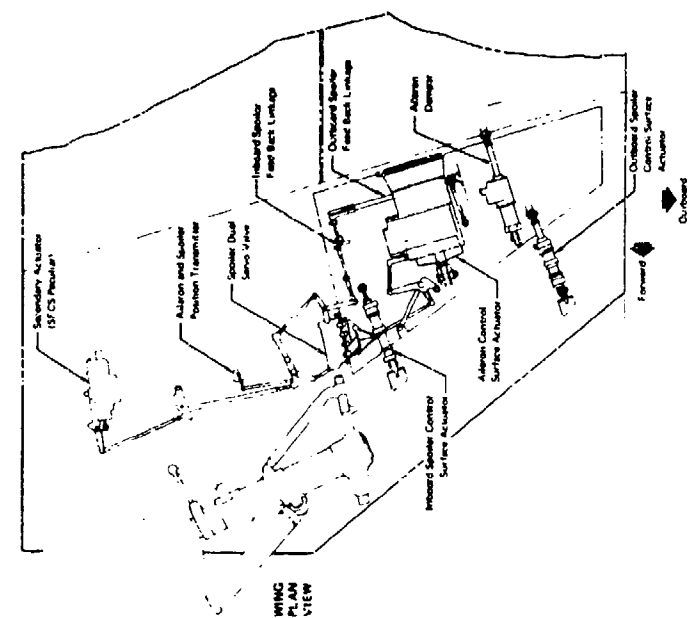 Secondary Actuator
(SFCS Peculiar)
Aileron and Spoiler
Position Transmitter
Spoiler Dual
Servo Valve
Inboard Spoiler
Feed Back Linkage
Outboard Spoiler
Feed Back Linkage
Aileron
Damper
Outboard Spoiler
Control Surface
Actuator
Aileron Control
Surface Actuator
Inboard Spoiler Control
Surface Actuator
Forward
Outboard
WING
PLAN
VIEW